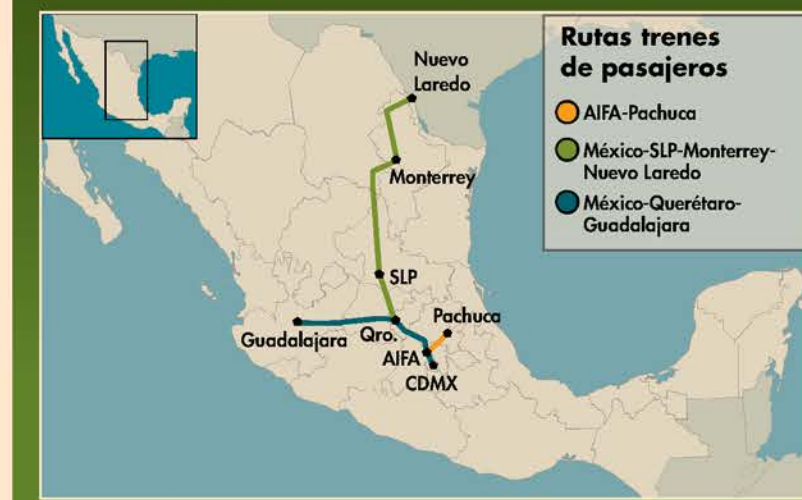 Nuevo
Laredo
Monterrey
SLP
Guadalajara
Qro.
Pachuca
AIFA
CDMX
Rutas trenes
de pasajeros
AIFA-Pachuca
México-SLP-Monterrey-
Nuevo Laredo
México-Querétaro-
Guadalajara